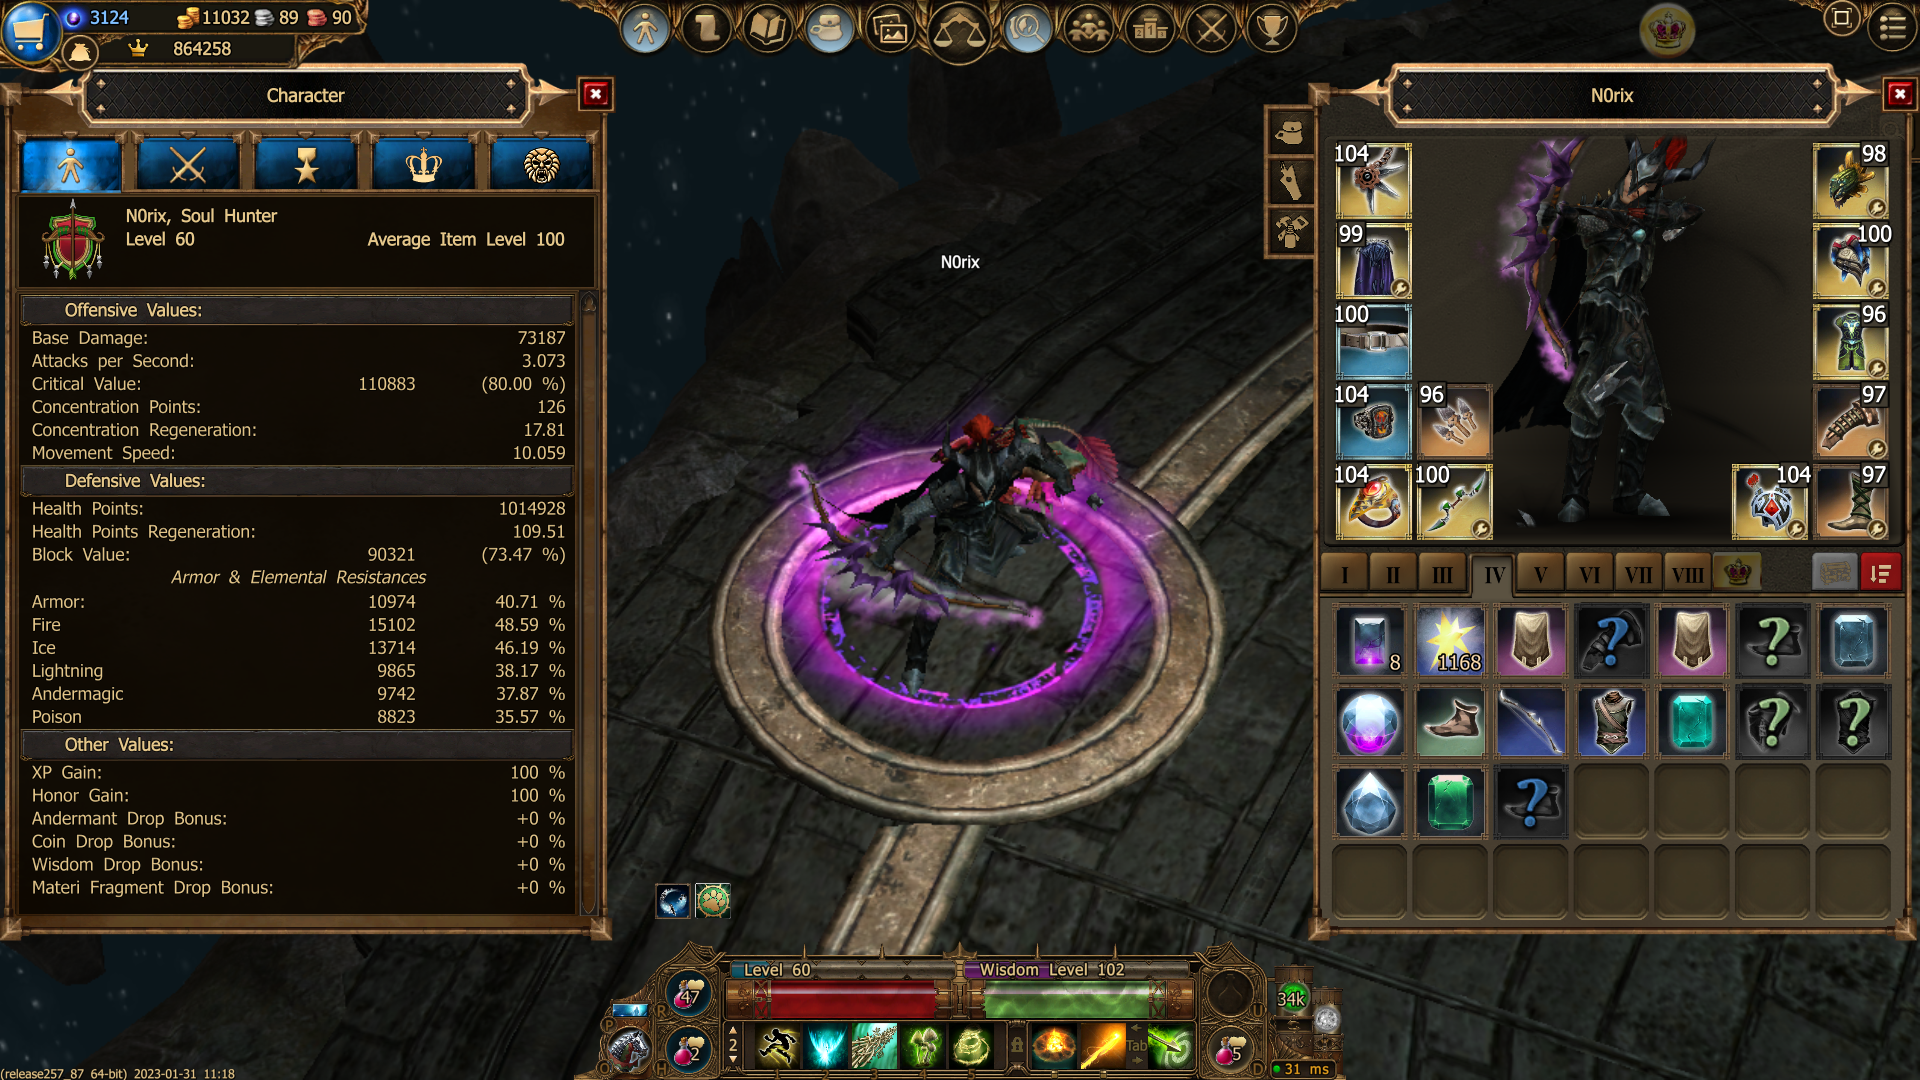 3124
11032 89 90
864258
Character
N0rix, Soul Hunter
Level 60
Average Item Level 100
Offensive Values:
Base Damage: 73187
Attacks per Second: 3.073
Critical Value: 110883 (80.00 %)
Concentration Points: 126
Concentration Regeneration: 17.81
Movement Speed: 10.059
Defensive Values:
Health Points: 1014928
Health Points Regeneration: 109.51
Block Value: 90321 (73.47 %)
Armor & Elemental Resistances
Armor: 10974 40.71 %
Fire 15102 48.59 %
Ice 13714 46.19 %
Lightning 9865 38.17 %
Andermagic 9742 37.87 %
Poison 8823 35.57 %
Other Values:
XP Gain: 100 %
Honor Gain: 100 %
Andermant Drop Bonus: +0 %
Coin Drop Bonus: +0 %
Wisdom Drop Bonus: +0 %
Materi Fragment Drop Bonus: +0 %
N0rix
N0rix
104 98
99 100
100 96
104 96 97
104 100 104 97
I II III IV V VI VII VIII
8 1168
? ?
? ?
?
Level 60
Wisdom Level 102
47
34k
P R U
2 2 Tab 5
O H D
1 2 3 4 5
(release257_87 64-bit) 2023-01-31 11:18
31 ms